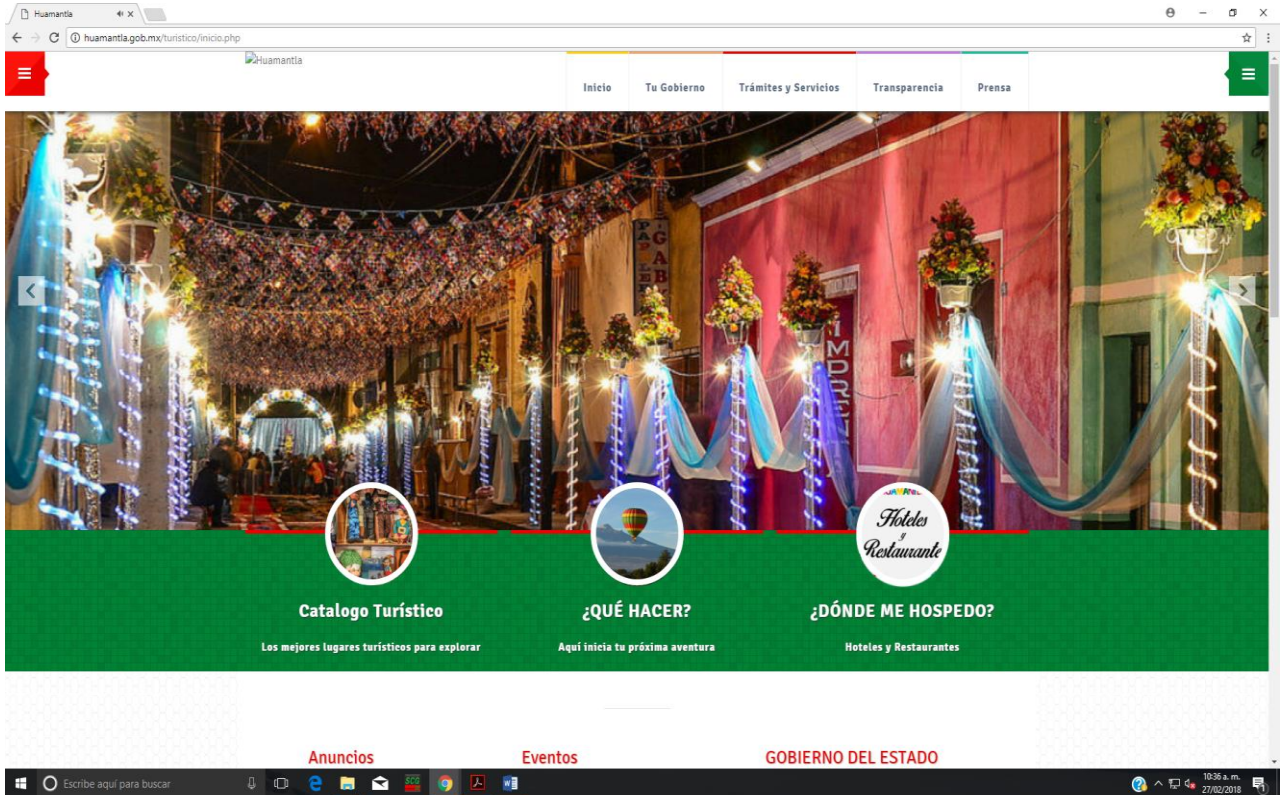 Huamantla
huamantla.gob.mx/turistico/inicio.php
Huamantla
Inicio
Tu Gobierno
Trámites y Servicios
Transparencia
Prensa
IMPREN
Hoteles
y
Restaurante
Catalogo Turístico
¿QUÉ HACER?
¿DÓNDE ME HOSPEDO?
Los mejores lugares turísticos para explorar
Aquí inicia tu próxima aventura
Hoteles y Restaurantes
Anuncios
Eventos
GOBIERNO DEL ESTADO
Escribe aquí para buscar
SCG
10:36 a. m.
27/02/2018